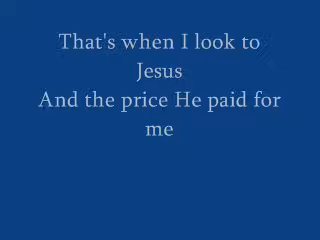 That's when I look to
Jesus
And the price He paid for
me